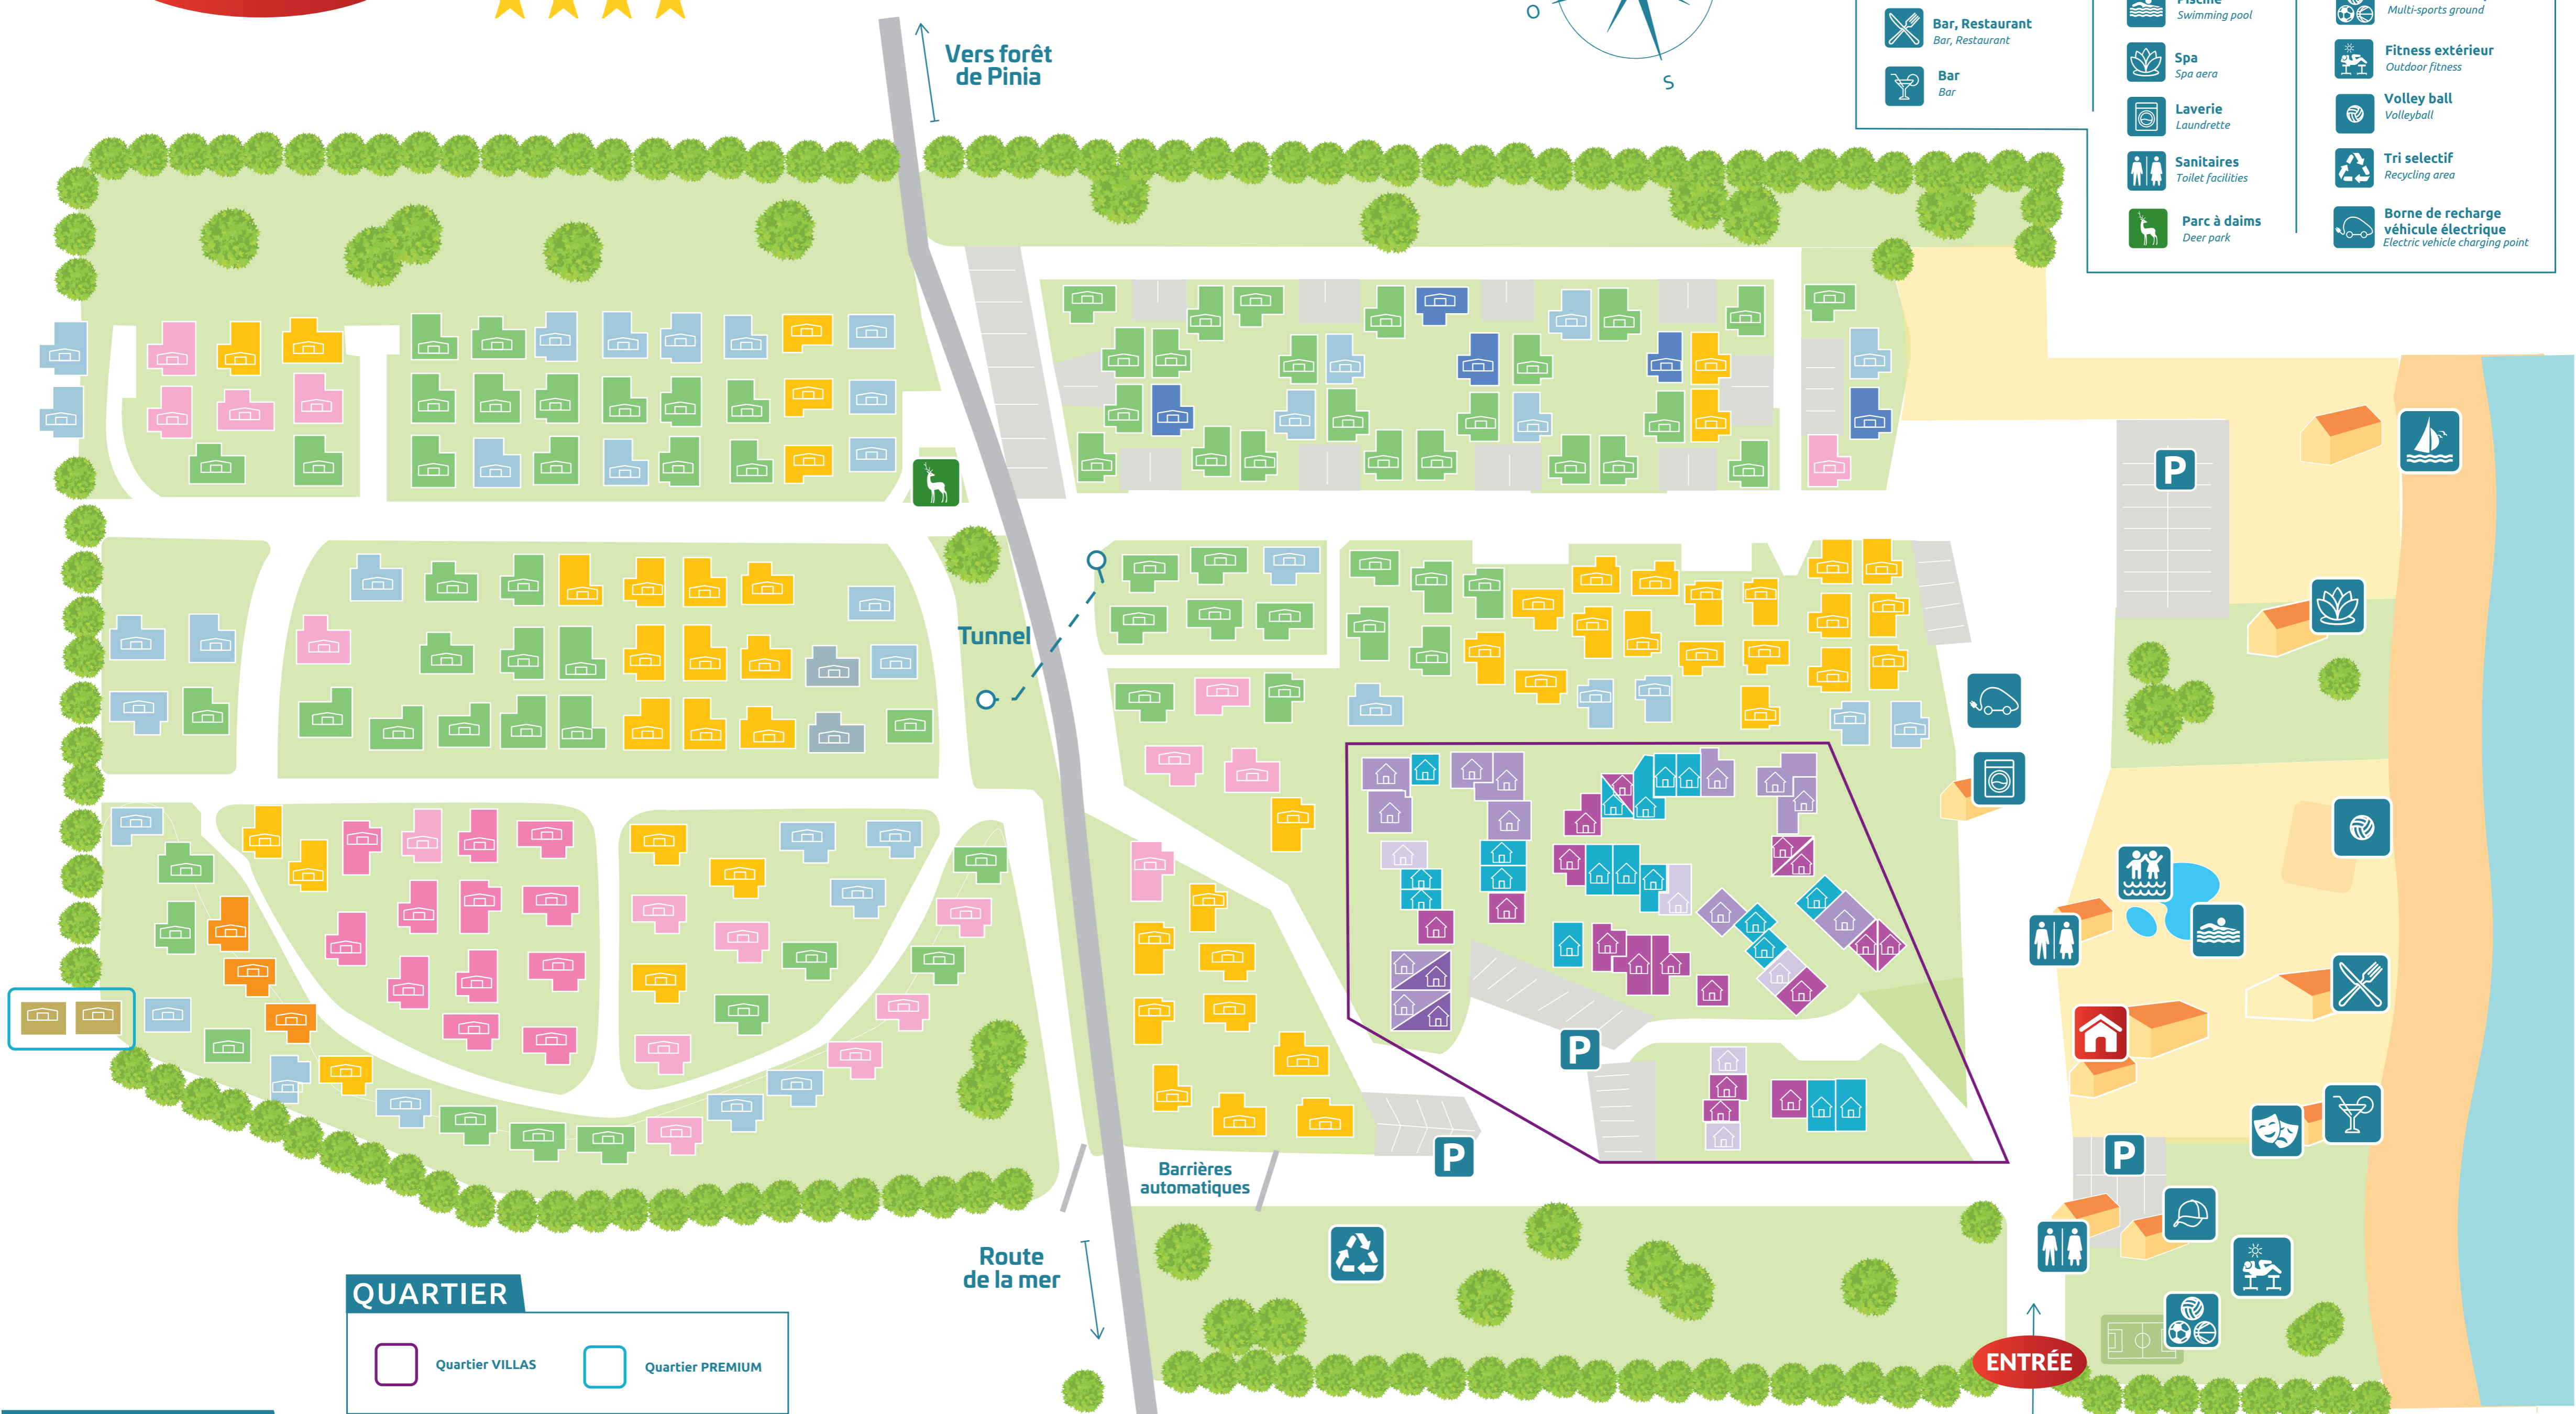 Vers forêt
de Pinia
O
S
Bar, Restaurant
Bar, Restaurant
Bar
Bar
Piscine
Swimming pool
Spa
Spa aera
Laverie
Laundrette
Sanitaires
Toilet facilities
Parc à daims
Deer park
Multi-sports ground
Fitness extérieur
Outdoor fitness
Volley ball
Volleyball
Tri selectif
Recycling area
Borne de recharge
véhicule électrique
Electric vehicle charging point
P
Tunnel
P
P
P
Barrières
automatiques
Route
de la mer
ENTRÉE
QUARTIER
Quartier VILLAS
Quartier PREMIUM